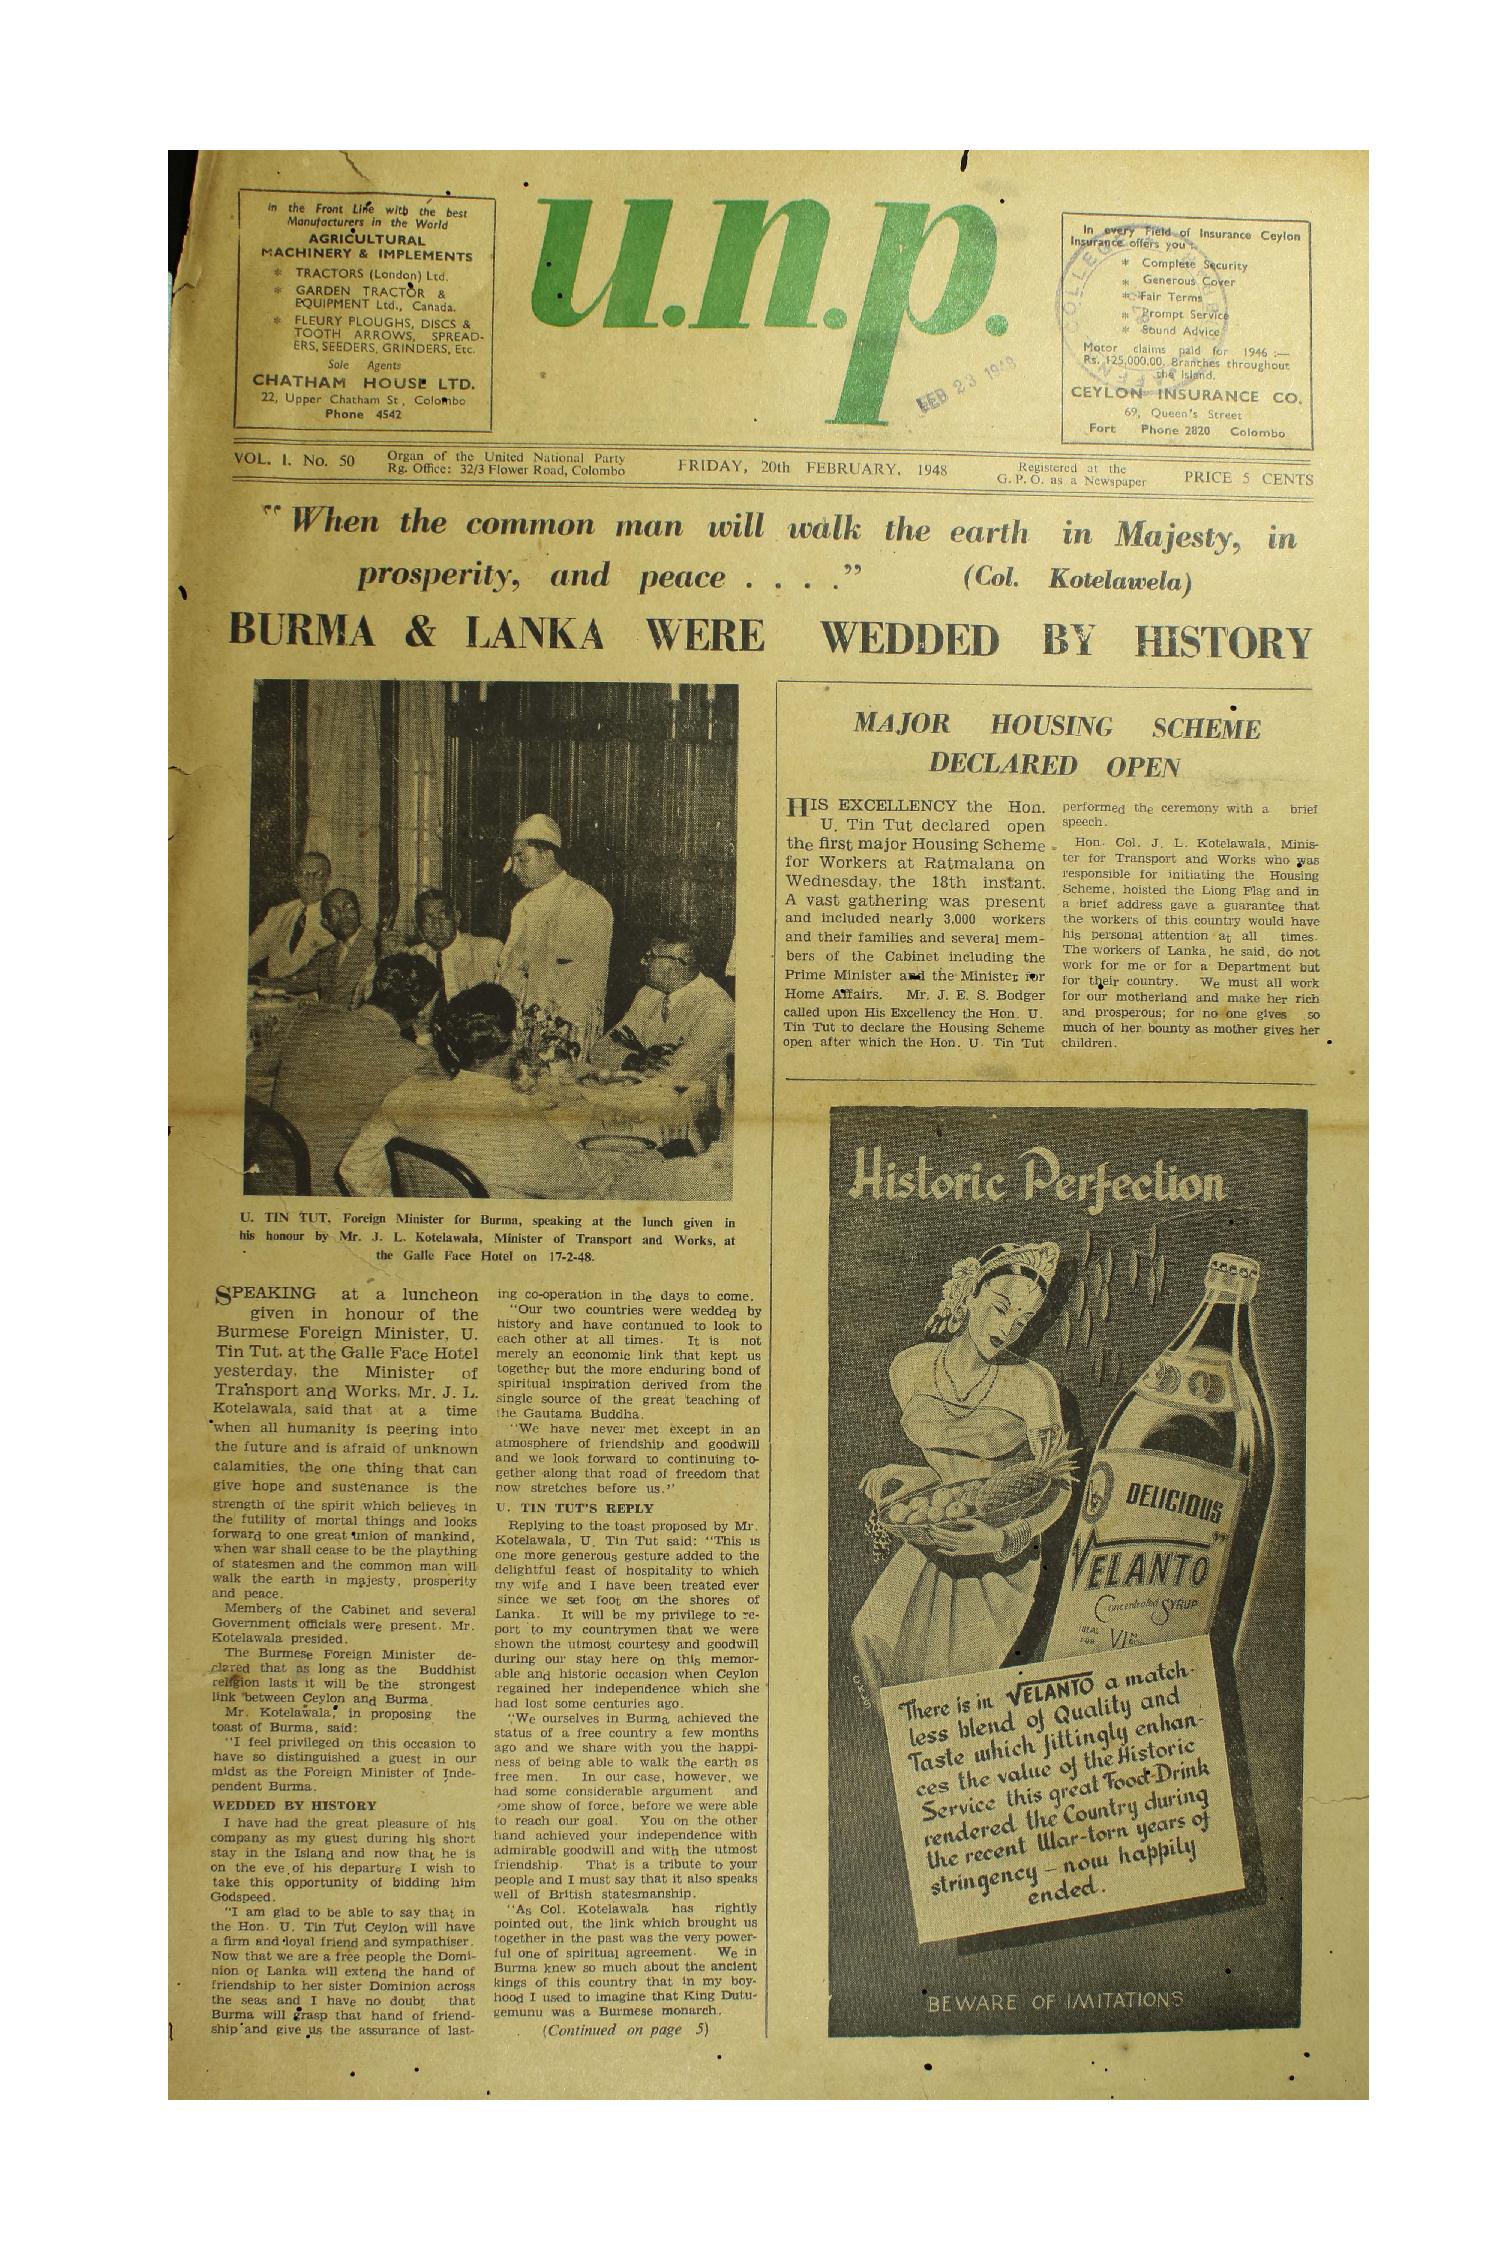 In the Front Line with the best
Manufacturers in the World
AGRICULTURAL
MACHINERY & IMPLEMENTS
* TRACTORS (London) Ltd.
* GARDEN TRACTOR &
EQUIPMENT Ltd., Canada.
* FLEURY PLOUGHS, DISCS &
TOOTH ARROWS, SPREAD-
ERS, SEEDERS, GRINDERS, Etc.
Sole Agents
CHATHAM HOUSE LTD.
22, Upper Chatham St, Colombo
Phone 4542
u.n.p.
FEB 23 1948
In every Field of Insurance Ceylon
Insurance offers you :
* Complete Security
* Generous Cover
* Fair Terms
* Prompt Service
* Sound Advice
Motor claims paid for 1946 :—
Rs. 125,000.00. Branches throughout
the Island.
CEYLON INSURANCE CO.
69, Queen's Street
Fort Phone 2820 Colombo
VOL. I. No. 50
Organ of the United National Party
Rg. Office: 32/3 Flower Road, Colombo
FRIDAY, 20th FEBRUARY, 1948
Registered at the
G. P. O. as a Newspaper
PRICE 5 CENTS
"When the common man will walk the earth in Majesty, in
prosperity, and peace . . . ." (Col. Kotelawela)
BURMA & LANKA WERE WEDDED BY HISTORY
U. TIN TUT, Foreign Minister for Burma, speaking at the lunch given in
his honour by Mr. J. L. Kotelawala, Minister of Transport and Works, at
the Galle Face Hotel on 17-2-48.
SPEAKING at a luncheon
given in honour of the
Burmese Foreign Minister, U.
Tin Tut, at the Galle Face Hotel
yesterday, the Minister of
Transport and Works, Mr. J. L.
Kotelawala, said that at a time
when all humanity is peering into
the future and is afraid of unknown
calamities, the one thing that can
give hope and sustenance is the
strength of the spirit which believes in
the futility of mortal things and looks
forward to one great union of mankind,
when war shall cease to be the plaything
of statesmen and the common man will
walk the earth in majesty, prosperity
and peace.
Members of the Cabinet and several
Government officials were present. Mr.
Kotelawala presided.
The Burmese Foreign Minister de-
clared that as long as the Buddhist
religion lasts it will be the strongest
link between Ceylon and Burma.
Mr. Kotelawala, in proposing the
toast of Burma, said:
"I feel privileged on this occasion to
have so distinguished a guest in our
midst as the Foreign Minister of Inde-
pendent Burma.
WEDDED BY HISTORY
I have had the great pleasure of his
company as my guest during his short
stay in the Island and now that he is
on the eve of his departure I wish to
take this opportunity of bidding him
Godspeed.
"I am glad to be able to say that in
the Hon. U. Tin Tut Ceylon will have
a firm and loyal friend and sympathiser.
Now that we are a free people the Domi-
nion of Lanka will extend the hand of
friendship to her sister Dominion across
the seas and I have no doubt that
Burma will grasp that hand of friend-
ship and give us the assurance of last-
ing co-operation in the days to come.
"Our two countries were wedded by
history and have continued to look to
each other at all times. It is not
merely an economic link that kept us
together but the more enduring bond of
spiritual inspiration derived from the
single source of the great teaching of
the Gautama Buddha.
"We have never met except in an
atmosphere of friendship and goodwill
and we look forward to continuing to-
gether along that road of freedom that
now stretches before us."
U. TIN TUT'S REPLY
Replying to the toast proposed by Mr.
Kotelawala, U. Tin Tut said: "This is
one more generous gesture added to the
delightful feast of hospitality to which
my wife and I have been treated ever
since we set foot on the shores of
Lanka. It will be my privilege to re-
port to my countrymen that we were
shown the utmost courtesy and goodwill
during our stay here on this memor-
able and historic occasion when Ceylon
regained her independence which she
had lost some centuries ago.
"We ourselves in Burma achieved the
status of a free country a few months
ago and we share with you the happi-
ness of being able to walk the earth as
free men. In our case, however, we
had some considerable argument and
some show of force, before we were able
to reach our goal. You on the other
hand achieved your independence with
admirable goodwill and with the utmost
friendship. That is a tribute to your
people and I must say that it also speaks
well of British statesmanship.
"As Col. Kotelawala has rightly
pointed out, the link which brought us
together in the past was the very power-
ful one of spiritual agreement. We in
Burma knew so much about the ancient
kings of this country that in my boy-
hood I used to imagine that King Dutu-
gemunu was a Burmese monarch.
(Continued on page 5)
MAJOR HOUSING SCHEME
DECLARED OPEN
HIS EXCELLENCY the Hon.
U. Tin Tut declared open
the first major Housing Scheme
for Workers at Ratmalana on
Wednesday, the 18th instant.
A vast gathering was present
and included nearly 3,000 workers
and their families and several mem-
bers of the Cabinet including the
Prime Minister and the Minister for
Home Affairs. Mr. J. E. S. Bodger
called upon His Excellency the Hon. U.
Tin Tut to declare the Housing Scheme
open after which the Hon. U. Tin Tut
performed the ceremony with a brief
speech.
Hon. Col. J. L. Kotelawala, Minis-
ter for Transport and Works who was
responsible for initiating the Housing
Scheme, hoisted the Liong Flag and in
a brief address gave a guarantee that
the workers of this country would have
his personal attention at all times.
The workers of Lanka, he said, do not
work for me or for a Department but
for their country. We must all work
for our motherland and make her rich
and prosperous; for no one gives so
much of her bounty as mother gives her
children.
Historic Perfection
DELICIOUS
VELANTO
Concentrated SYRUP
IDEAL
FOR
There is in VELANTO a match-
less blend of Quality and
Taste which fittingly enhan-
ces the value of the Historic
Service this great Food-Drink
rendered the Country during
the recent War-torn years of
stringency – now happily
ended.
BEWARE OF IMITATIONS